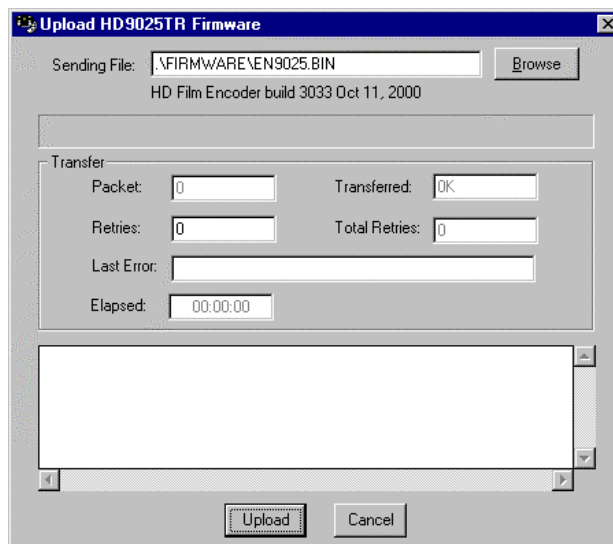 Upload HD9025TR Firmware
Sending File: .\FIRMWARE\EN9025.BIN Browse
HD Film Encoder build 3033 Oct 11, 2000
Transfer
Packet: 0 Transferred: 0K
Retries: 0 Total Retries: 0
Last Error:
Elapsed: 00:00:00
Upload Cancel